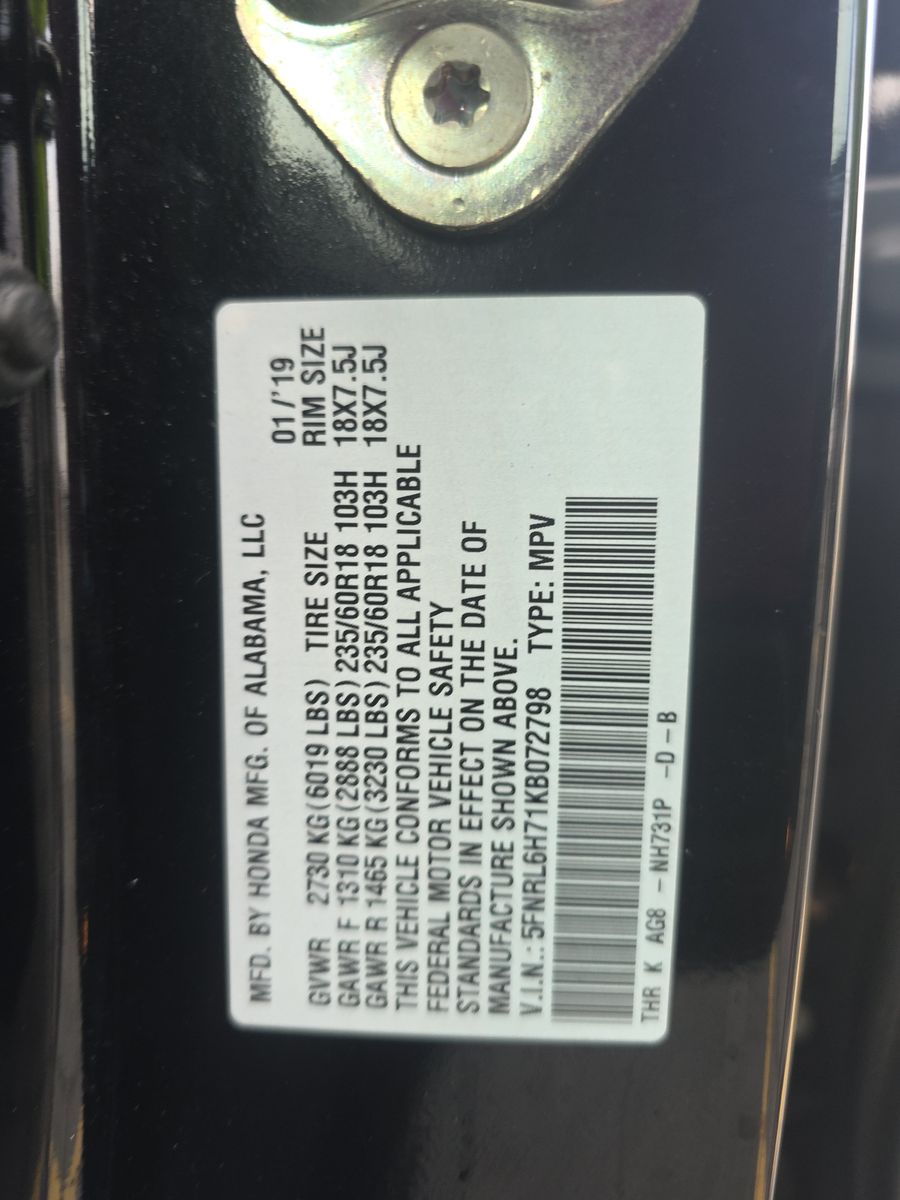 MFD. BY HONDA MFG. OF ALABAMA, LLC
01/'19
GVWR 2730 KG(6019 LBS) TIRE SIZE RIM SIZE
GAWR F 1310 KG(2888 LBS) 235/60R18 103H 18X7.5J
GAWR R 1465 KG(3230 LBS) 235/60R18 103H 18X7.5J
THIS VEHICLE CONFORMS TO ALL APPLICABLE
FEDERAL MOTOR VEHICLE SAFETY
STANDARDS IN EFFECT ON THE DATE OF
MANUFACTURE SHOWN ABOVE.
V.I.N.: 5FNRL6H71KB072798 TYPE: MPV
THR K AG8 -NH731P -D-B